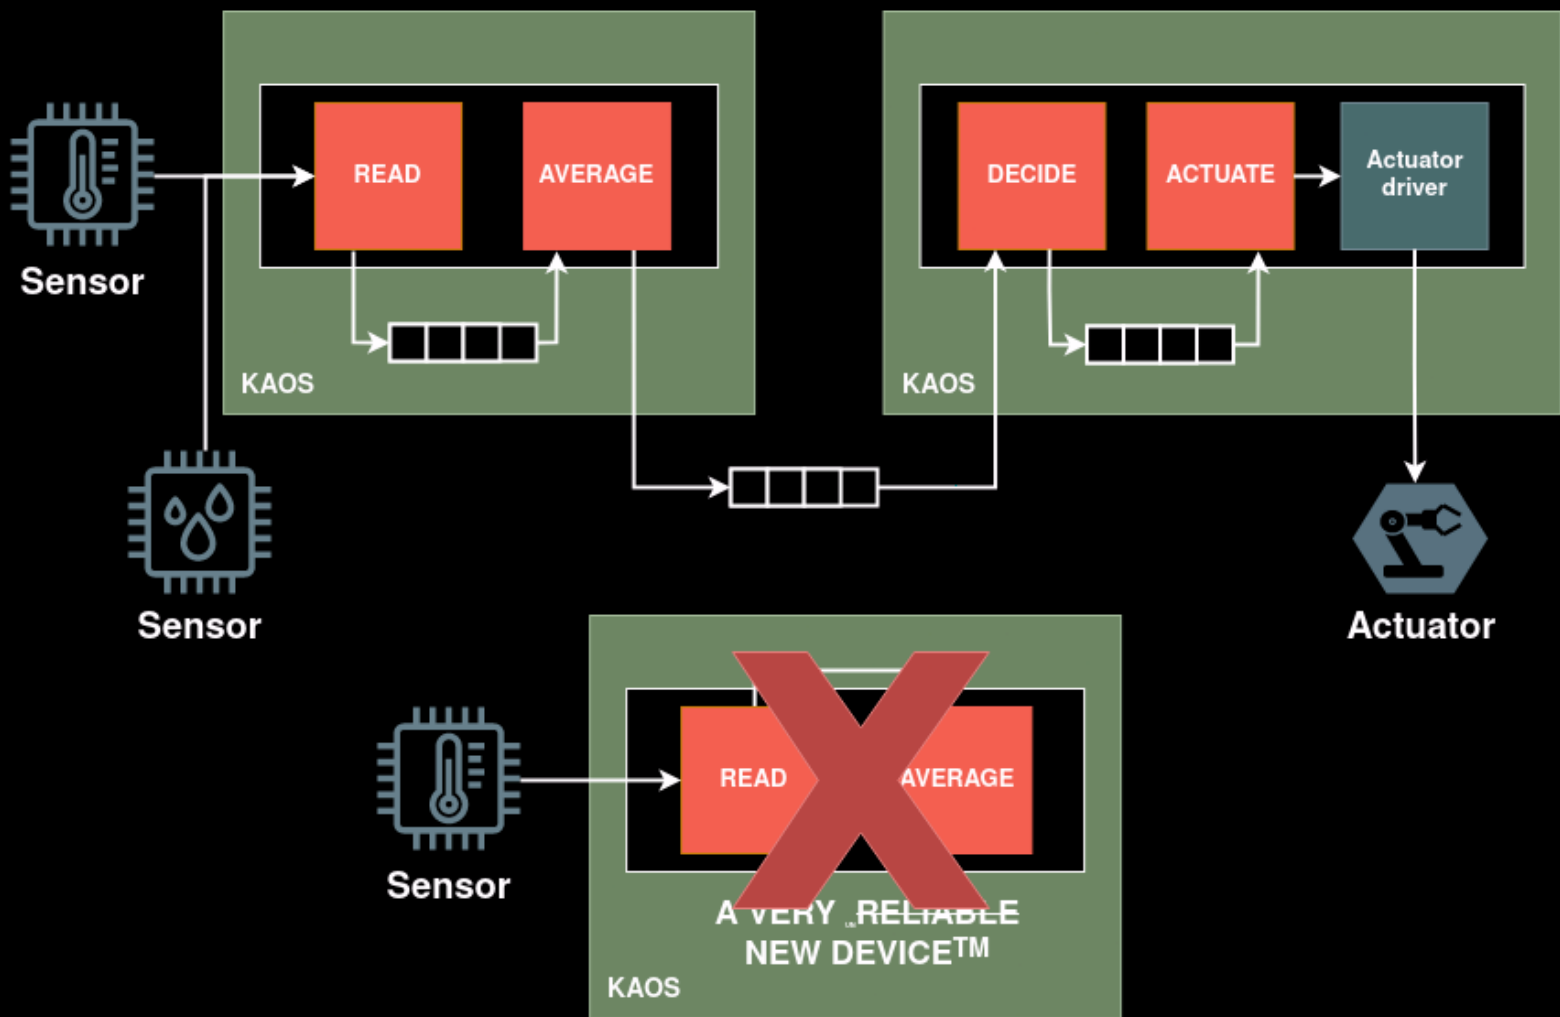 READ
AVERAGE
DECIDE
ACTUATE
Actuator
driver
Sensor
KAOS
KAOS
Sensor
Actuator
READ
AVERAGE
Sensor
A VERY RELIABLE
NEW DEVICE™
KAOS